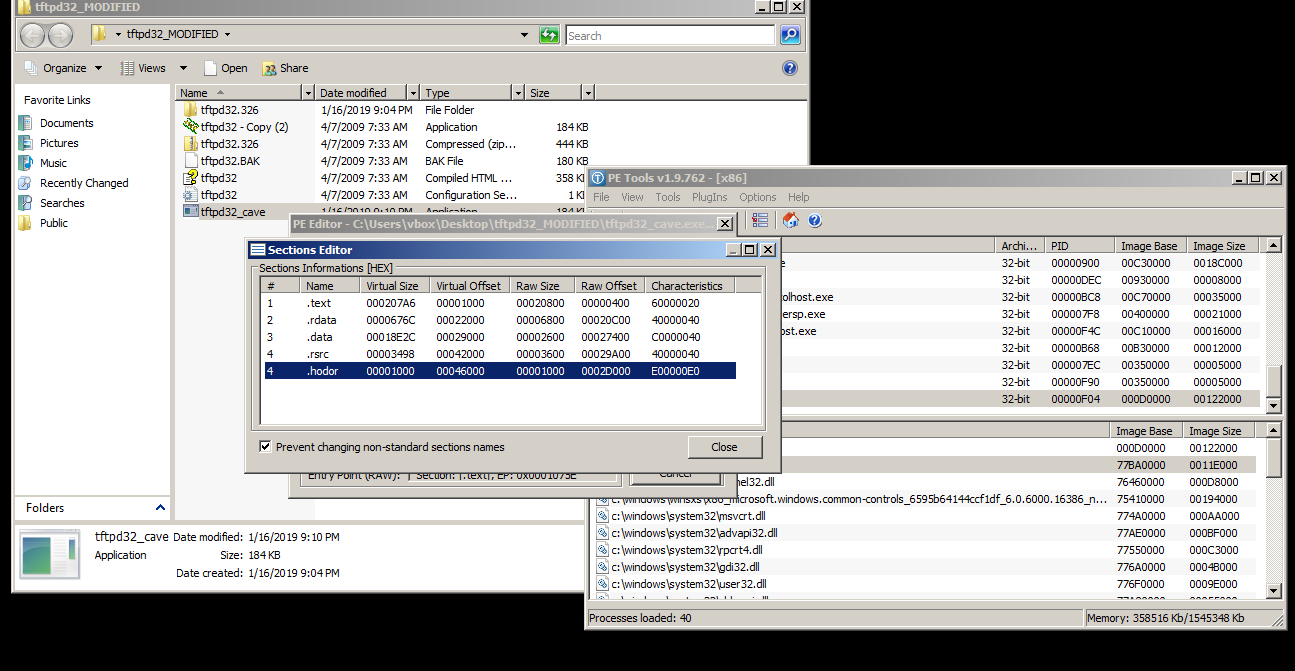 tftpd32_MODIFIED
tftpd32_MODIFIED
Search
Organize Views Open Share
Favorite Links
Documents
Pictures
Music
Recently Changed
Searches
Public
Folders
Name Date modified Type Size
tftpd32.326 1/16/2019 9:04 PM File Folder
tftpd32 - Copy (2) 4/7/2009 7:33 AM Application 184 KB
tftpd32.326 4/7/2009 7:33 AM Compressed (zip... 444 KB
tftpd32.BAK 4/7/2009 7:33 AM BAK File 180 KB
tftpd32 4/7/2009 7:33 AM Compiled HTML ... 358 KB
tftpd32 4/7/2009 7:33 AM Configuration Se... 1 KB
tftpd32_cave 1/16/2019 9:10 PM Application 184 KB
tftpd32_cave Date modified: 1/16/2019 9:10 PM
Application Size: 184 KB
Date created: 1/16/2019 9:04 PM
PE Editor - C:\Users\vbox\Desktop\tftpd32_MODIFIED\tftpd32_cave.exe...
Sections Editor
Sections Informations [HEX]
# Name Virtual Size Virtual Offset Raw Size Raw Offset Characteristics
1 .text 000207A6 00001000 00020800 00000400 60000020
2 .rdata 0000676C 00022000 00006800 00020C00 40000040
3 .data 00018E2C 00029000 00002600 00027400 C0000040
4 .rsrc 00003498 00042000 00003600 00029A00 40000040
4 .hodor 00001000 00046000 00001000 0002D000 E00000E0
Prevent changing non-standard sections names
Close
Entry Point (RAW): Section: [.text], EP: 0x0001075E
Cancel
PE Tools v1.9.762 - [x86]
File View Tools PlugIns Options Help
Archi... PID Image Base Image Size
32-bit 00000900 00C30000 0018C000
32-bit 00000DEC 00930000 00008000
olhost.exe 32-bit 00000BC8 00C70000 00035000
ersp.exe 32-bit 000007F8 00400000 00021000
ost.exe 32-bit 00000F4C 00C10000 00016000
32-bit 00000B68 00B30000 00012000
32-bit 000007EC 00350000 00005000
32-bit 00000F90 00350000 00005000
32-bit 00000F04 000D0000 00122000
Image Base Image Size
000D0000 00122000
77BA0000 0011E000
nel32.dll 76460000 000D8000
c:\windows\winsxs\x86_microsoft.windows.common-controls_6595b64144ccf1df_6.0.6000.16386_n... 75410000 00194000
c:\windows\system32\msvcrt.dll 774A0000 000AA000
c:\windows\system32\advapi32.dll 77AE0000 000BF000
c:\windows\system32\rpcrt4.dll 77550000 000C3000
c:\windows\system32\gdi32.dll 776A0000 0004B000
c:\windows\system32\user32.dll 776F0000 0009E000
Processes loaded: 40 Memory: 358516 Kb/1545348 Kb